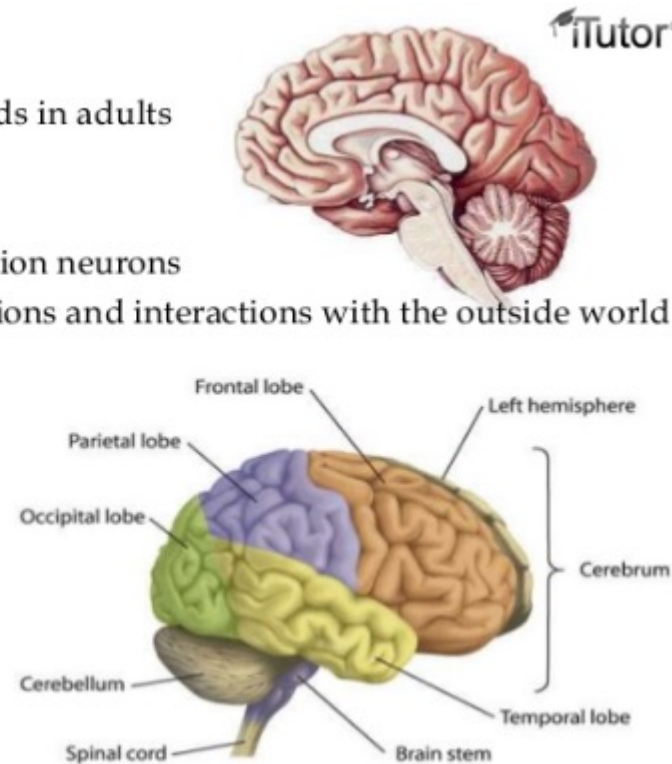 iTutor
ds in adults
ion neurons
ions and interactions with the outside world
Frontal lobe
Left hemisphere
Parietal lobe
Occipital lobe
Cerebrum
Cerebellum
Temporal lobe
Spinal cord
Brain stem